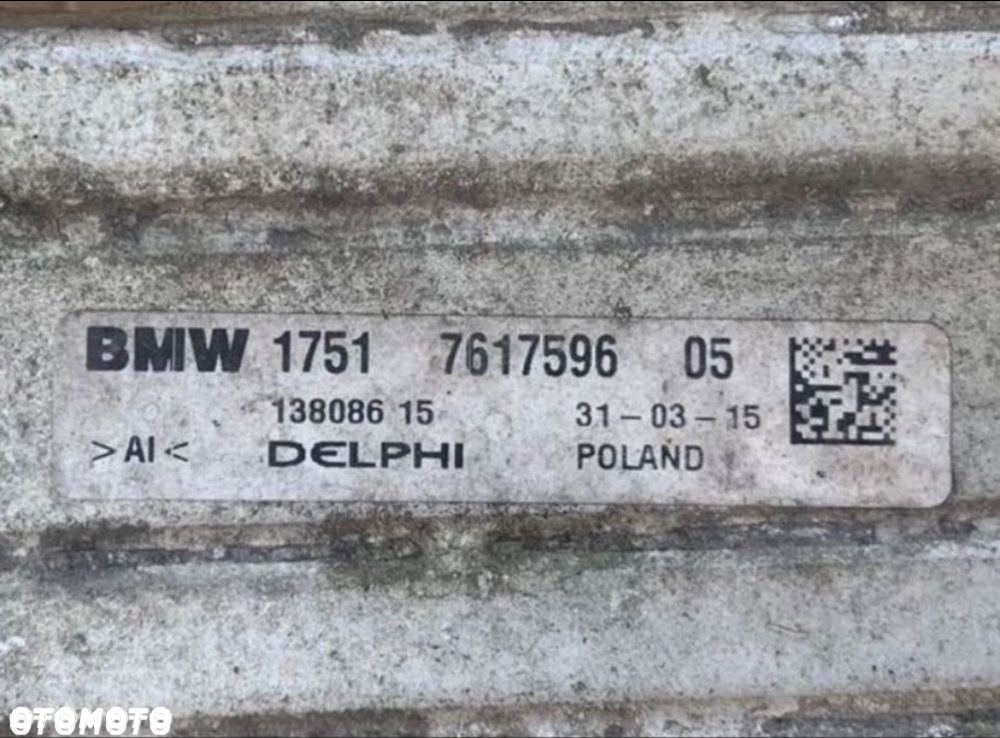 BMW 1751 7617596 05
138086 15 31-03-15
>AI< DELPHI POLAND
OTOMOTO